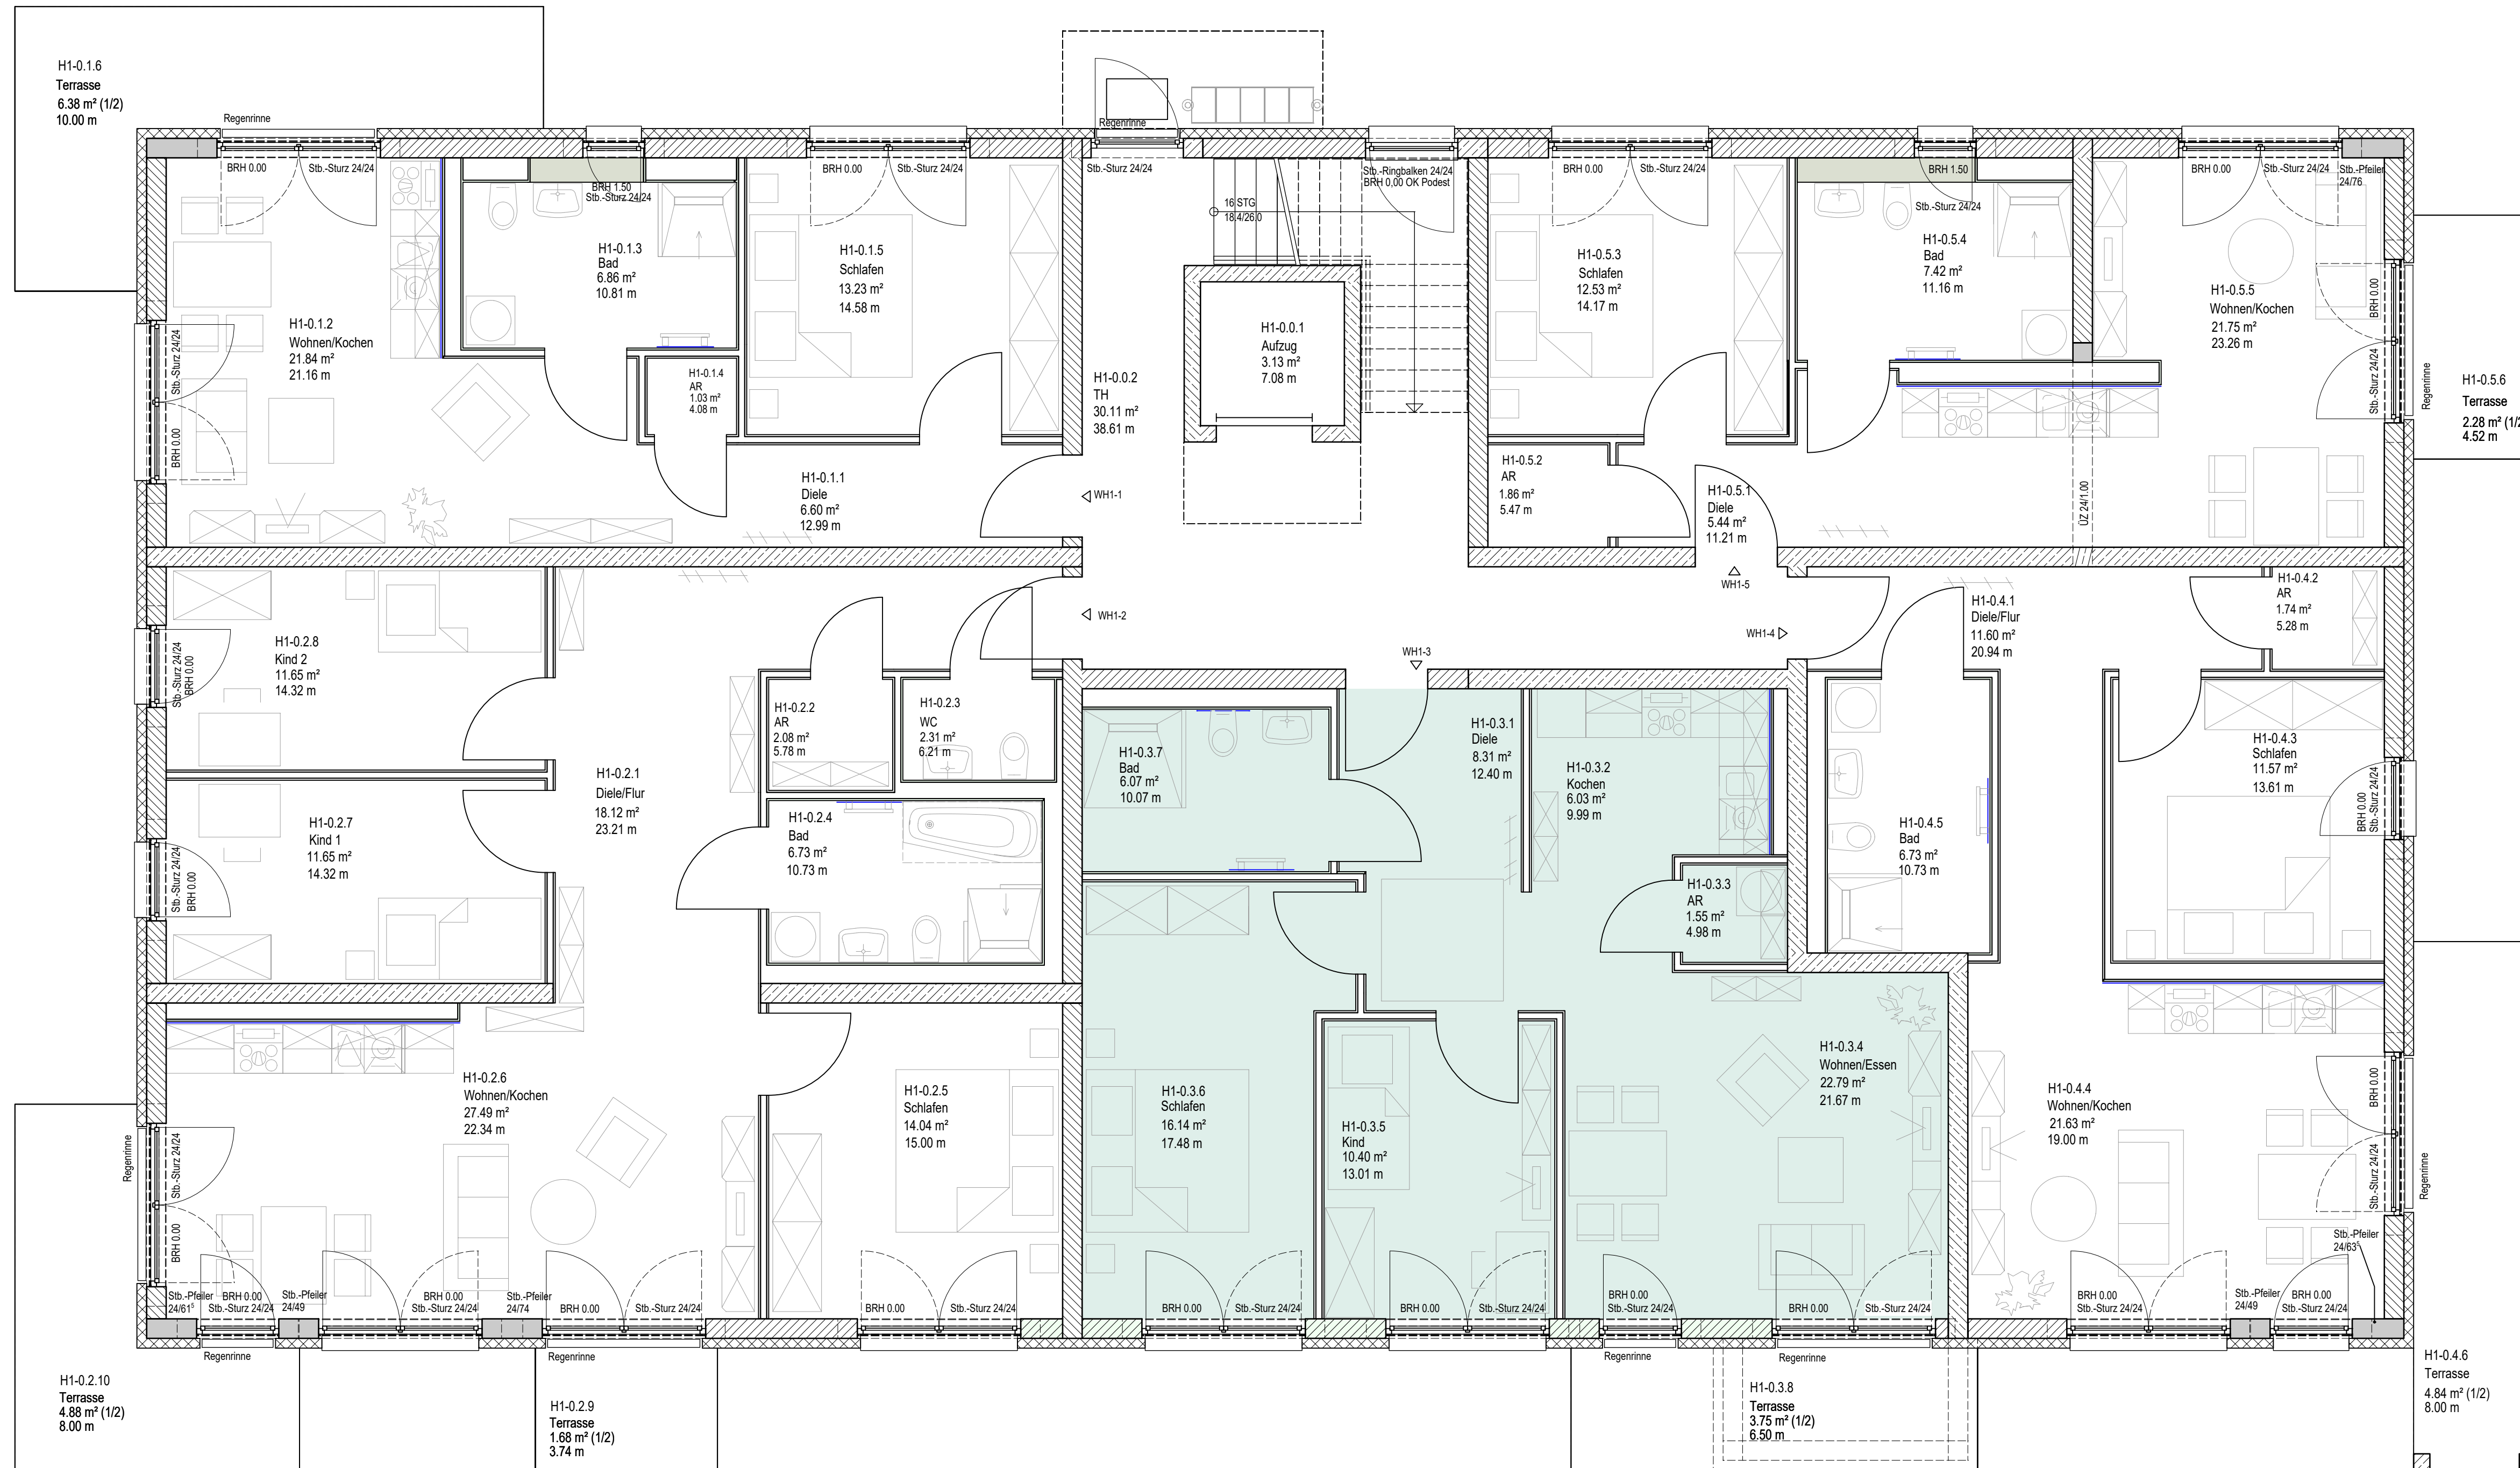 H1-0.1.6
Terrasse
6.38 m² (1/2)
10.00 m
Regenrinne
BRH 0.00
Stb.-Sturz 24/24
BRH 1.50
Stb.-Sturz 24/24
BRH 0.00
Stb.-Sturz 24/24
Regenrinne
Stb.-Sturz 24/24
Stb.-Ringbalken 24/24
BRH 0,00 OK Podest
16 STG
18,4/26,0
BRH 0.00
Stb.-Sturz 24/24
BRH 1.50
Stb.-Sturz 24/24
BRH 0.00
Stb.-Sturz 24/24
Stb.-Pfeiler
24/76
H1-0.1.2
Wohnen/Kochen
21.84 m²
21.16 m
H1-0.1.3
Bad
6.86 m²
10.81 m
H1-0.1.4
AR
1.03 m²
4.08 m
H1-0.1.5
Schlafen
13.23 m²
14.58 m
H1-0.1.1
Diele
6.60 m²
12.99 m
Stb.-Sturz 24/24
BRH 0.00
H1-0.0.2
TH
30.11 m²
38.61 m
H1-0.0.1
Aufzug
3.13 m²
7.08 m
WH1-1
WH1-2
WH1-3
WH1-4
WH1-5
H1-0.5.3
Schlafen
12.53 m²
14.17 m
H1-0.5.4
Bad
7.42 m²
11.16 m
H1-0.5.5
Wohnen/Kochen
21.75 m²
23.26 m
BRH 0.00
Stb.-Sturz 24/24
Regenrinne
H1-0.5.6
Terrasse
2.28 m² (1/2
4.52 m
H1-0.5.2
AR
1.86 m²
5.47 m
H1-0.5.1
Diele
5.44 m²
11.21 m
ÜZ 24/1.00
H1-0.2.8
Kind 2
11.65 m²
14.32 m
Stb.-Sturz 24/24
BRH 0.00
H1-0.2.7
Kind 1
11.65 m²
14.32 m
Stb.-Sturz 24/24
BRH 0.00
H1-0.2.1
Diele/Flur
18.12 m²
23.21 m
H1-0.2.2
AR
2.08 m²
5.78 m
H1-0.2.3
WC
2.31 m²
6.21 m
H1-0.2.4
Bad
6.73 m²
10.73 m
H1-0.2.6
Wohnen/Kochen
27.49 m²
22.34 m
H1-0.2.5
Schlafen
14.04 m²
15.00 m
H1-0.3.7
Bad
6.07 m²
10.07 m
H1-0.3.1
Diele
8.31 m²
12.40 m
H1-0.3.2
Kochen
6.03 m²
9.99 m
H1-0.3.3
AR
1.55 m²
4.98 m
H1-0.3.6
Schlafen
16.14 m²
17.48 m
H1-0.3.5
Kind
10.40 m²
13.01 m
H1-0.3.4
Wohnen/Essen
22.79 m²
21.67 m
H1-0.4.1
Diele/Flur
11.60 m²
20.94 m
H1-0.4.2
AR
1.74 m²
5.28 m
H1-0.4.3
Schlafen
11.57 m²
13.61 m
BRH 0.00
Stb.-Sturz 24/24
H1-0.4.5
Bad
6.73 m²
10.73 m
H1-0.4.4
Wohnen/Kochen
21.63 m²
19.00 m
BRH 0.00
Stb.-Sturz 24/24
Regenrinne
Stb.-Pfeiler
24/63⁵
Regenrinne
Stb.-Sturz 24/24
BRH 0.00
Stb.-Pfeiler
24/61⁵
BRH 0.00
Stb.-Sturz 24/24
Stb.-Pfeiler
24/49
BRH 0.00
Stb.-Sturz 24/24
Stb.-Pfeiler
24/74
BRH 0.00
Stb.-Sturz 24/24
BRH 0.00
Stb.-Sturz 24/24
BRH 0.00
Stb.-Sturz 24/24
BRH 0.00
Stb.-Sturz 24/24
BRH 0.00
Stb.-Sturz 24/24
BRH 0.00
Stb.-Sturz 24/24
BRH 0.00
Stb.-Sturz 24/24
Stb.-Pfeiler
24/49
BRH 0.00
Stb.-Sturz 24/24
Regenrinne
Regenrinne
Regenrinne
Regenrinne
H1-0.2.10
Terrasse
4.88 m² (1/2)
8.00 m
H1-0.2.9
Terrasse
1.68 m² (1/2)
3.74 m
H1-0.3.8
Terrasse
3.75 m² (1/2)
6.50 m
H1-0.4.6
Terrasse
4.84 m² (1/2)
8.00 m